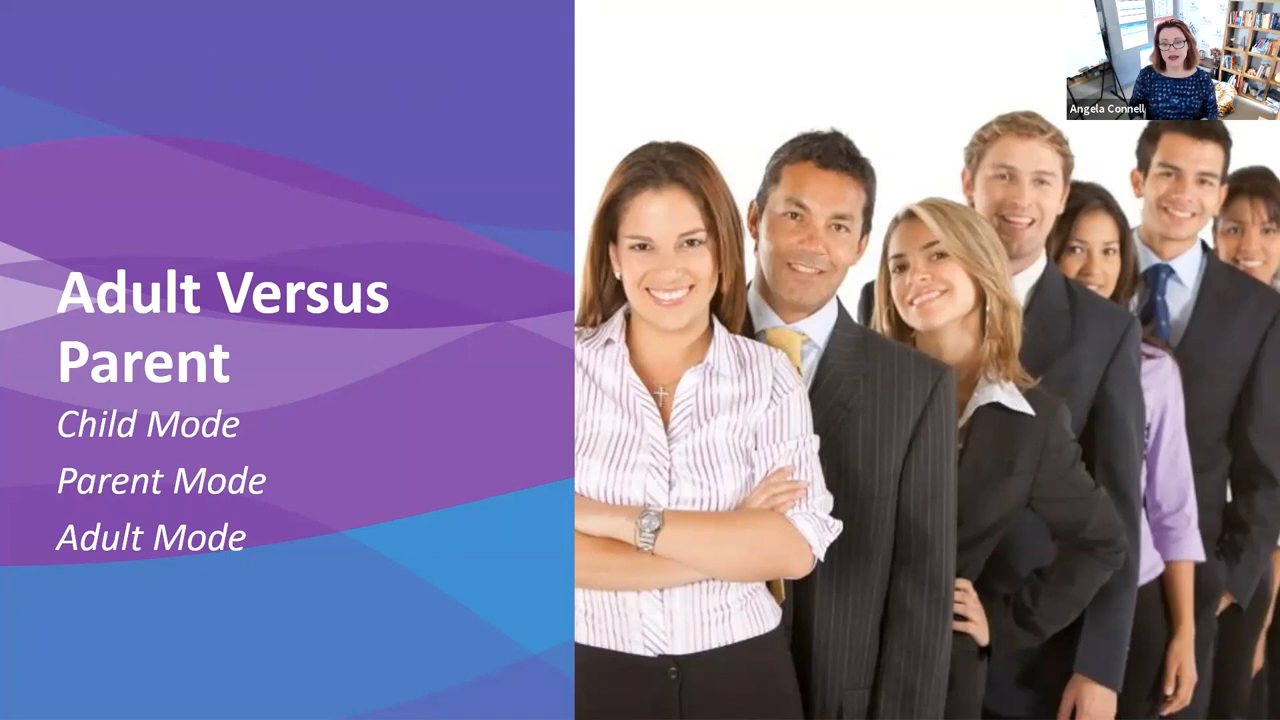 Adult Versus
Parent
Child Mode
Parent Mode
Adult Mode
Angela Connell